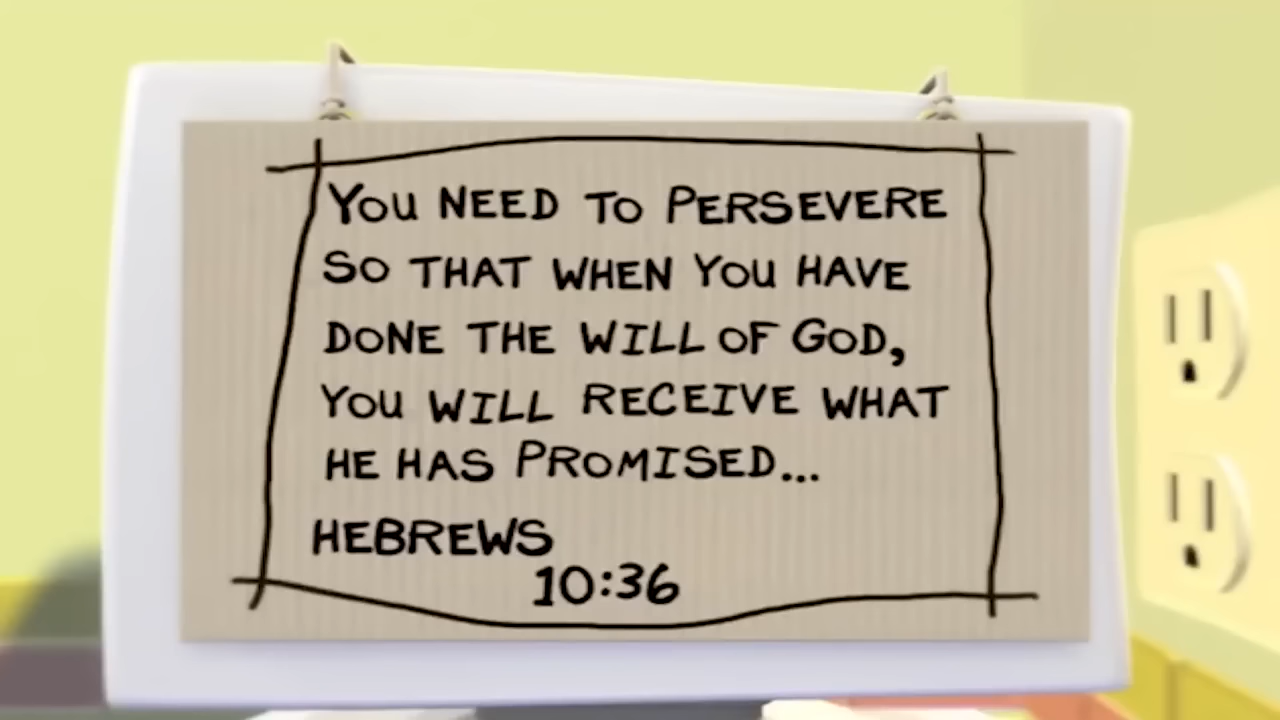 YOU NEED TO PERSEVERE
SO THAT WHEN YOU HAVE
DONE THE WILL OF GOD,
YOU WILL RECEIVE WHAT
HE HAS PROMISED...
HEBREWS
10:36